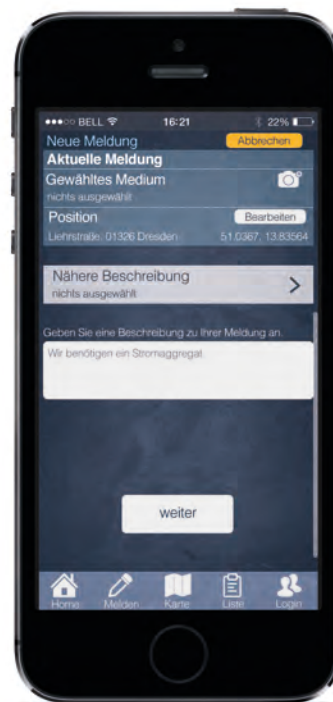 BELL 16:21 22%
Neue Meldung Abbrechen
Aktuelle Meldung
Gewähltes Medium
nichts ausgewählt
Position Bearbeiten
Liehrstraße, 01326 Dresden 51.0367, 13.83564
Nähere Beschreibung
nichts ausgewählt
Geben Sie eine Beschreibung zu Ihrer Meldung an.
Wir benötigen ein Stromaggregat
weiter
Home Melden Karte Liste Login